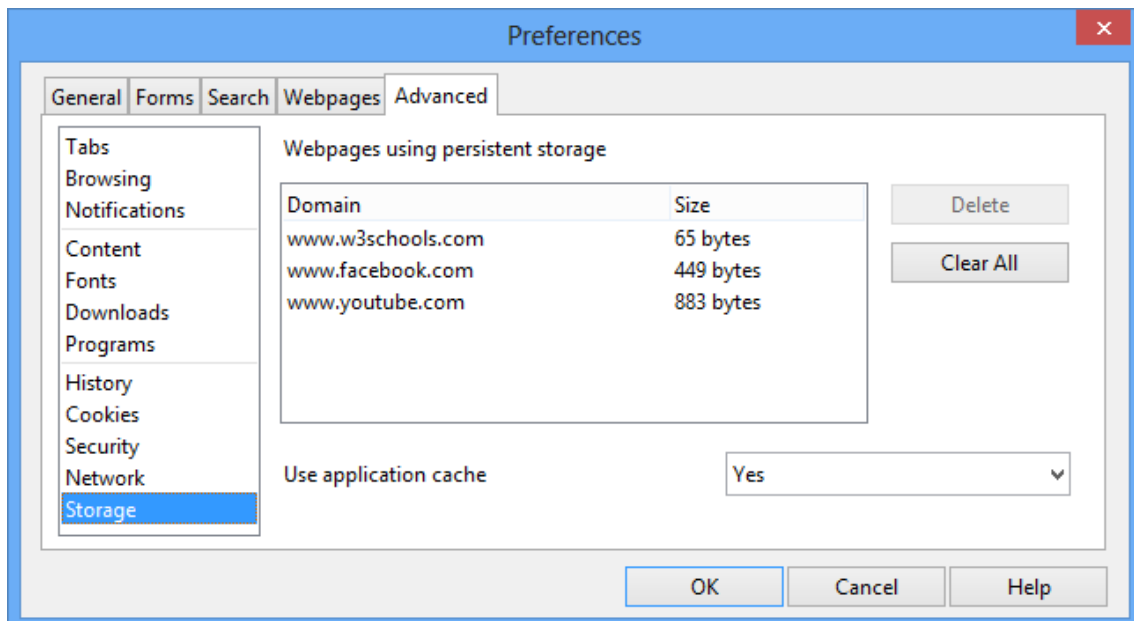 Preferences
General Forms Search Webpages Advanced
Tabs
Browsing
Notifications
Content
Fonts
Downloads
Programs
History
Cookies
Security
Network
Storage
Webpages using persistent storage
Domain Size
www.w3schools.com 65 bytes
www.facebook.com 449 bytes
www.youtube.com 883 bytes
Delete
Clear All
Use application cache Yes
OK Cancel Help